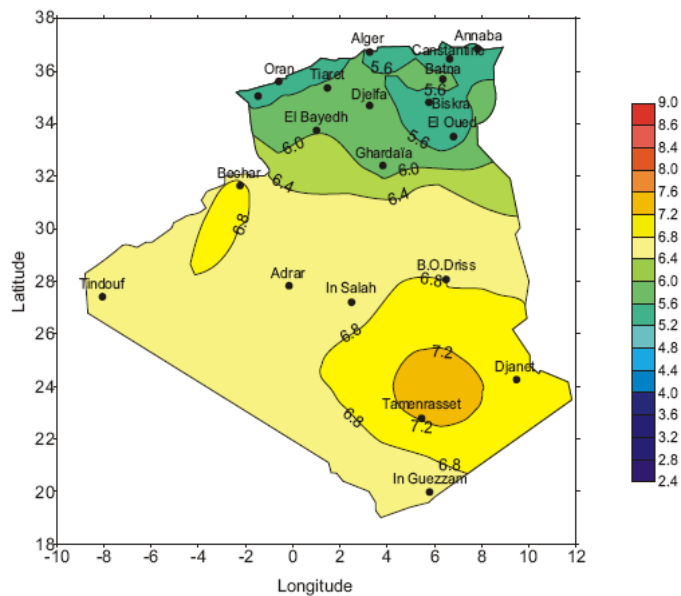 38
36
34
32
30
28
26
24
22
20
18
Latitude
-10 -8 -6 -4 -2 0 2 4 6 8 10 12
Longitude
Alger
Annaba
Canstantine
Oran
Tiaret
5.6
Batna
Djelfa
5.6
Biskra
El Bayedh
El Oued
5.6
6.0
Ghardaïa
6.0
Bechar
6.4
6.4
6.8
Tindouf
Adrar
In Salah
B.O.Driss
6.8
6.8
7.2
Djanet
Tamenrasset
6.8
7.2
6.8
In Guezzam
9.0
8.6
8.3
8.0
7.6
7.2
6.8
6.4
6.0
5.6
5.2
4.8
4.4
4.0
3.6
3.2
2.8
2.4